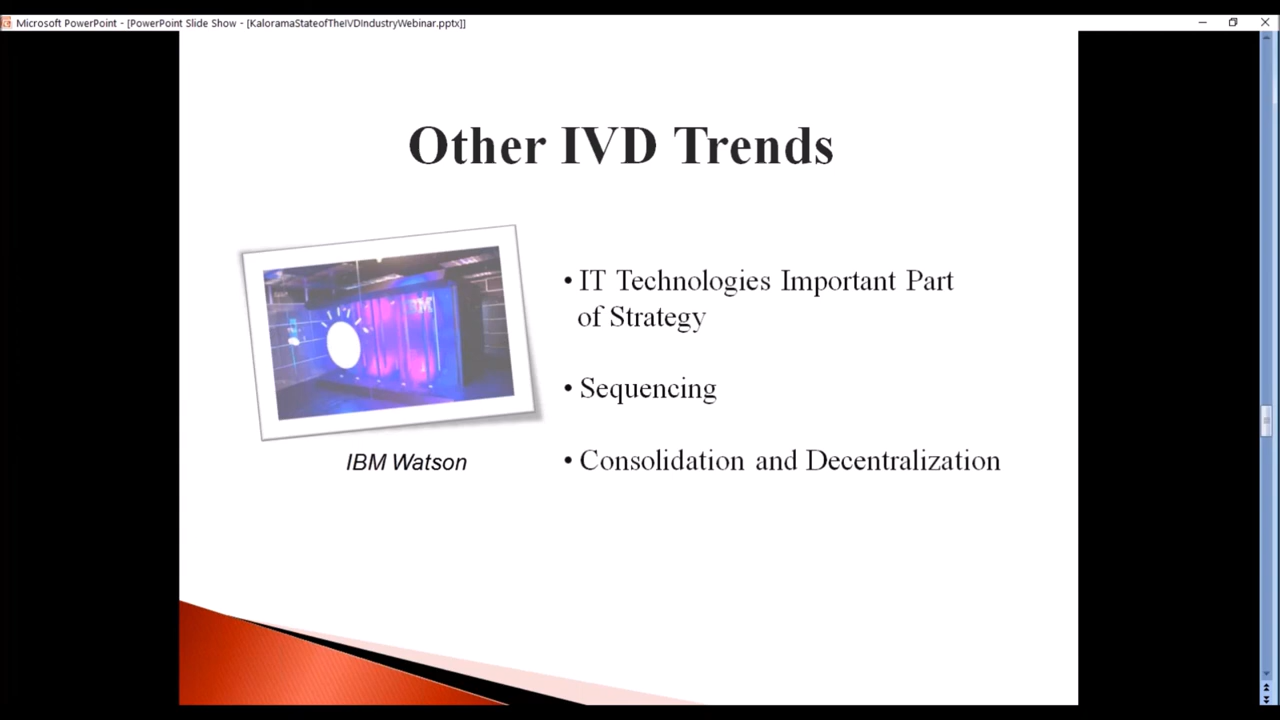 Microsoft PowerPoint - [PowerPoint Slide Show - [KaloramaStateofTheIVDIndustryWebinar.pptx]]
Other IVD Trends
IBM
IBM Watson
• IT Technologies Important Part
of Strategy
• Sequencing
• Consolidation and Decentralization